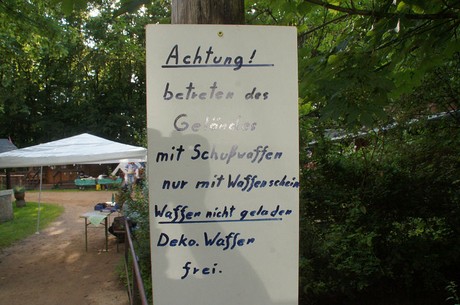 Achtung!
betreten des
Geländes
mit Schußwaffen
nur mit Waffenschein
Waffen nicht geladen
Deko. Waffen
frei.